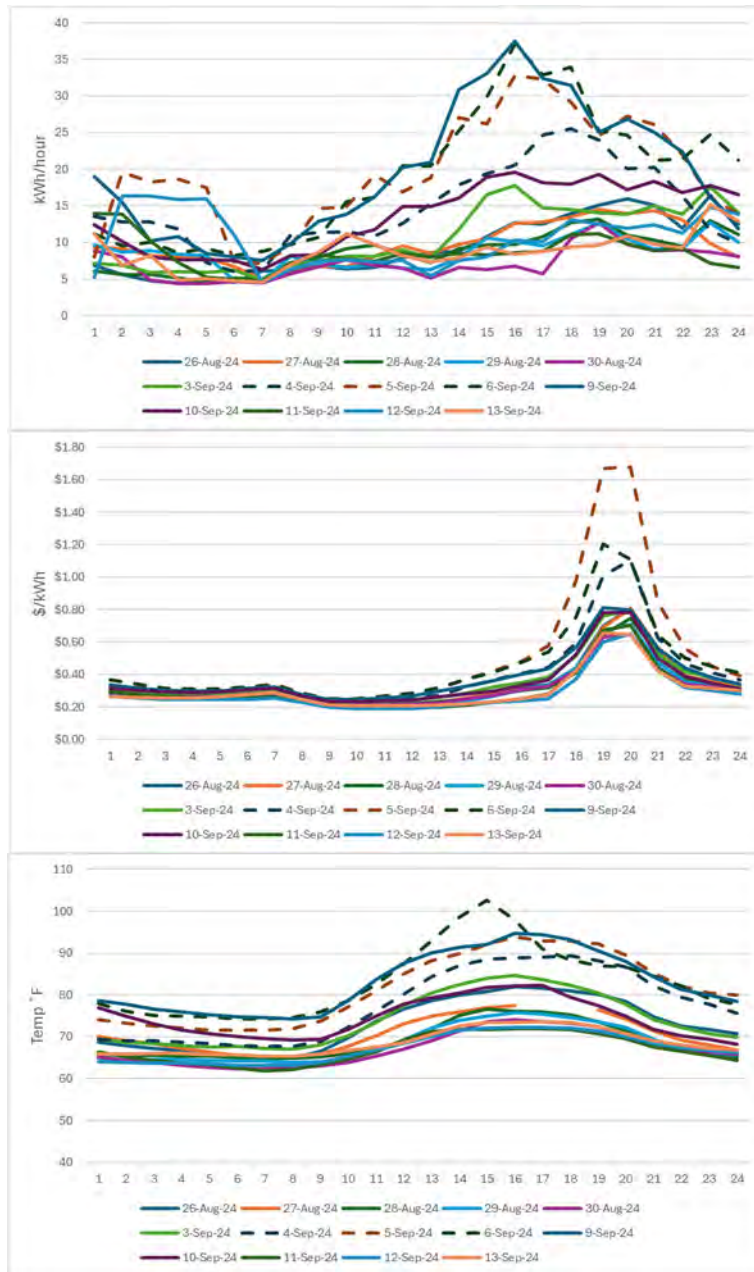 40
35
30
25
20
15
10
5
0
kWh/hour
1 2 3 4 5 6 7 8 9 10 11 12 13 14 15 16 17 18 19 20 21 22 23 24
26-Aug-24 27-Aug-24 28-Aug-24 29-Aug-24 30-Aug-24
3-Sep-24 4-Sep-24 5-Sep-24 6-Sep-24 9-Sep-24
10-Sep-24 11-Sep-24 12-Sep-24 13-Sep-24
$1.80
$1.60
$1.40
$1.20
$1.00
$0.80
$0.60
$0.40
$0.20
$0.00
$/kWh
1 2 3 4 5 6 7 8 9 10 11 12 13 14 15 16 17 18 19 20 21 22 23 24
26-Aug-24 27-Aug-24 28-Aug-24 29-Aug-24 30-Aug-24
3-Sep-24 4-Sep-24 5-Sep-24 6-Sep-24 9-Sep-24
10-Sep-24 11-Sep-24 12-Sep-24 13-Sep-24
110
100
90
80
70
60
50
40
Temp °F
1 2 3 4 5 6 7 8 9 10 11 12 13 14 15 16 17 18 19 20 21 22 23 24
26-Aug-24 27-Aug-24 28-Aug-24 29-Aug-24 30-Aug-24
3-Sep-24 4-Sep-24 5-Sep-24 6-Sep-24 9-Sep-24
10-Sep-24 11-Sep-24 12-Sep-24 13-Sep-24